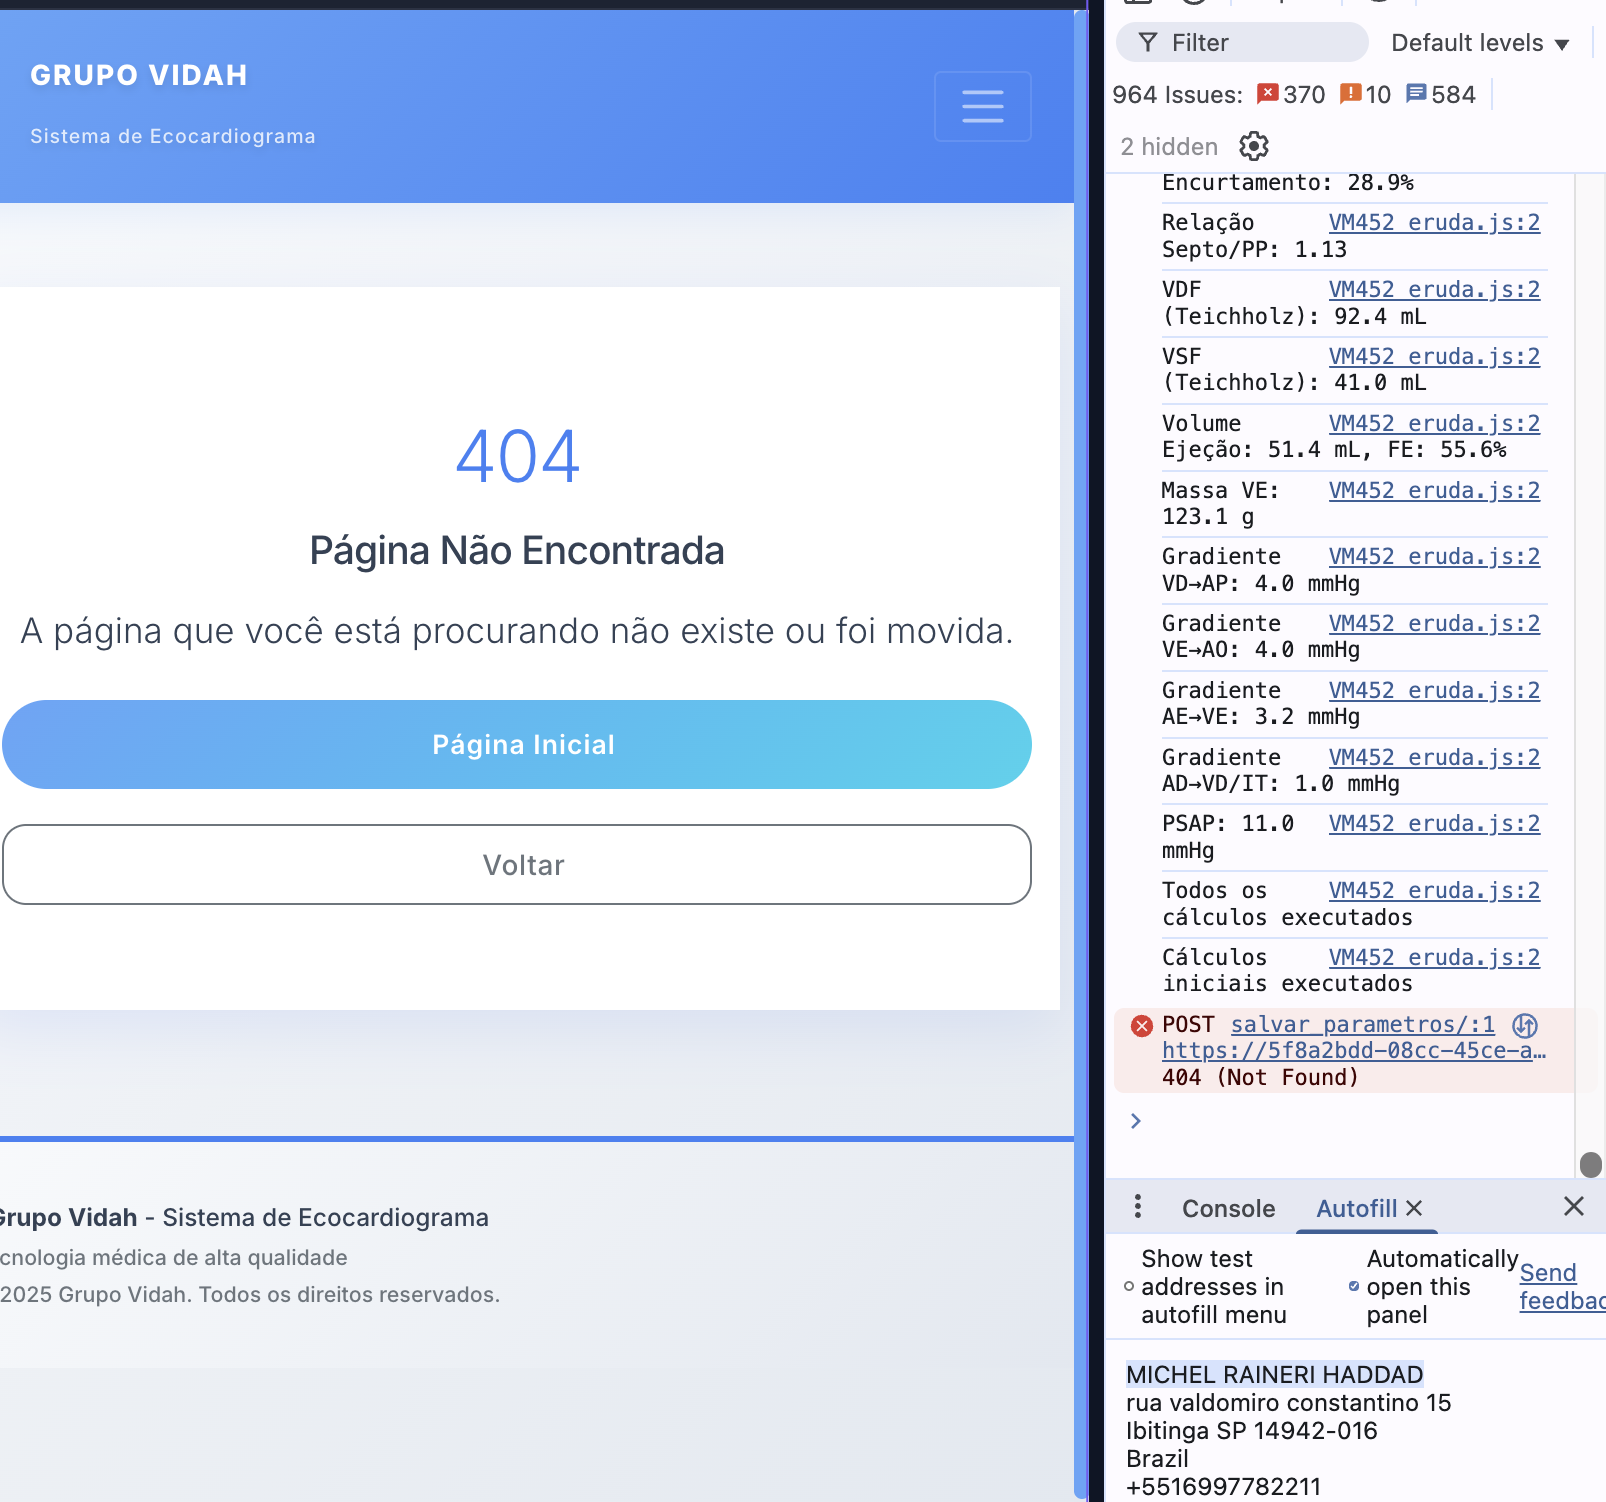 GRUPO VIDAH
Sistema de Ecocardiograma
404
Página Não Encontrada
A página que você está procurando não existe ou foi movida.
Página Inicial
Voltar
Grupo Vidah - Sistema de Ecocardiograma
cnologia médica de alta qualidade
2025 Grupo Vidah. Todos os direitos reservados.
Filter
Default levels
964 Issues: 370 10 584
2 hidden
Encurtamento: 28.9%
Relação VM452 eruda.js:2
Septo/PP: 1.13
VDF VM452 eruda.js:2
(Teichholz): 92.4 mL
VSF VM452 eruda.js:2
(Teichholz): 41.0 mL
Volume VM452 eruda.js:2
Ejeção: 51.4 mL, FE: 55.6%
Massa VE: VM452 eruda.js:2
123.1 g
Gradiente VM452 eruda.js:2
VD→AP: 4.0 mmHg
Gradiente VM452 eruda.js:2
VE→AO: 4.0 mmHg
Gradiente VM452 eruda.js:2
AE→VE: 3.2 mmHg
Gradiente VM452 eruda.js:2
AD→VD/IT: 1.0 mmHg
PSAP: 11.0 VM452 eruda.js:2
mmHg
Todos os VM452 eruda.js:2
cálculos executados
Cálculos VM452 eruda.js:2
iniciais executados
POST salvar_parametros/:1
https://5f8a2bdd-08cc-45ce-a…
404 (Not Found)
Console
Autofill
Show test
addresses in
autofill menu
Automatically
open this
panel
Send
feedbac
MICHEL RAINERI HADDAD
rua valdomiro constantino 15
Ibitinga SP 14942-016
Brazil
+5516997782211